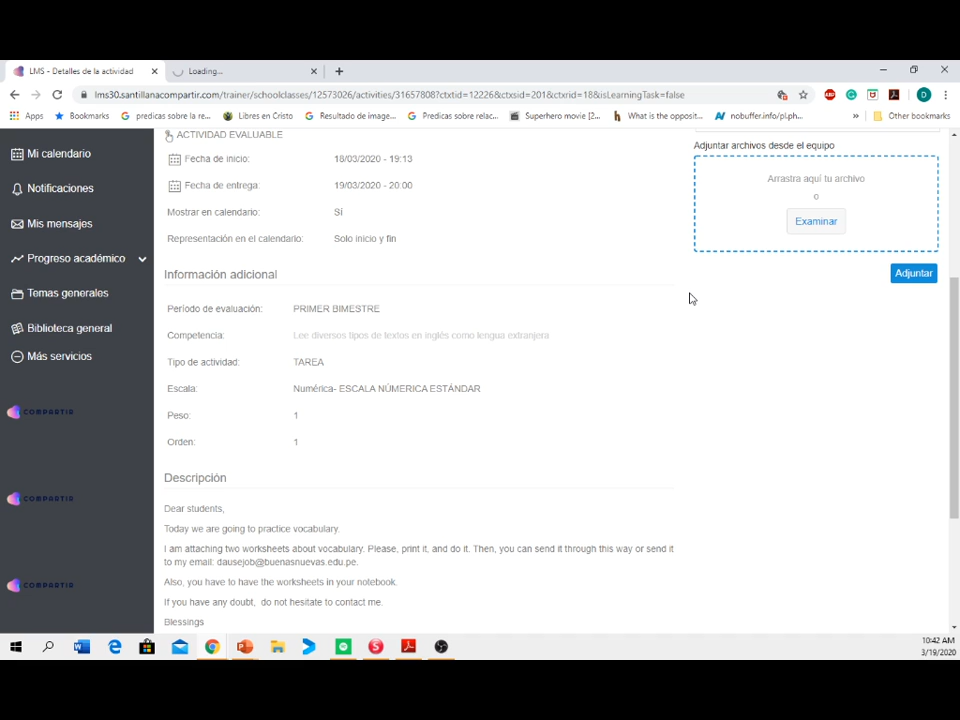 LMS - Detalles de la actividad
Loading...
lms30.santillanacompartir.com/trainer/schoolclasses/12573026/activities/31657808?ctxtid=12226&ctxsid=201&ctxrid=18&isLearningTask=false
D
Apps
Bookmarks
predicas sobre la re...
Libres en Cristo
Resultado de image...
Predicas sobre relac...
Superhero movie [2...
What is the opposit...
nobuffer.info/pl.ph...
»
Other bookmarks
Mi calendario
Notificaciones
Mis mensajes
Progreso académico
Temas generales
Biblioteca general
Más servicios
COMPARTIR
COMPARTIR
COMPARTIR
ACTIVIDAD EVALUABLE
Fecha de inicio: 18/03/2020 - 19:13
Fecha de entrega: 19/03/2020 - 20:00
Mostrar en calendario: Sí
Representación en el calendario: Solo inicio y fin
Información adicional
Período de evaluación: PRIMER BIMESTRE
Competencia: Lee diversos tipos de textos en inglés como lengua extranjera
Tipo de actividad: TAREA
Escala: Numérica- ESCALA NÚMERICA ESTÁNDAR
Peso: 1
Orden: 1
Descripción
Dear students,
Today we are going to practice vocabulary.
I am attaching two worksheets about vocabulary. Please, print it, and do it. Then, you can send it through this way or send it
to my email: dausejob@buenasnuevas.edu.pe.
Also, you have to have the worksheets in your notebook.
If you have any doubt, do not hesitate to contact me.
Blessings
Adjuntar archivos desde el equipo
Arrastra aquí tu archivo
o
Examinar
Adjuntar
10:42 AM
3/19/2020